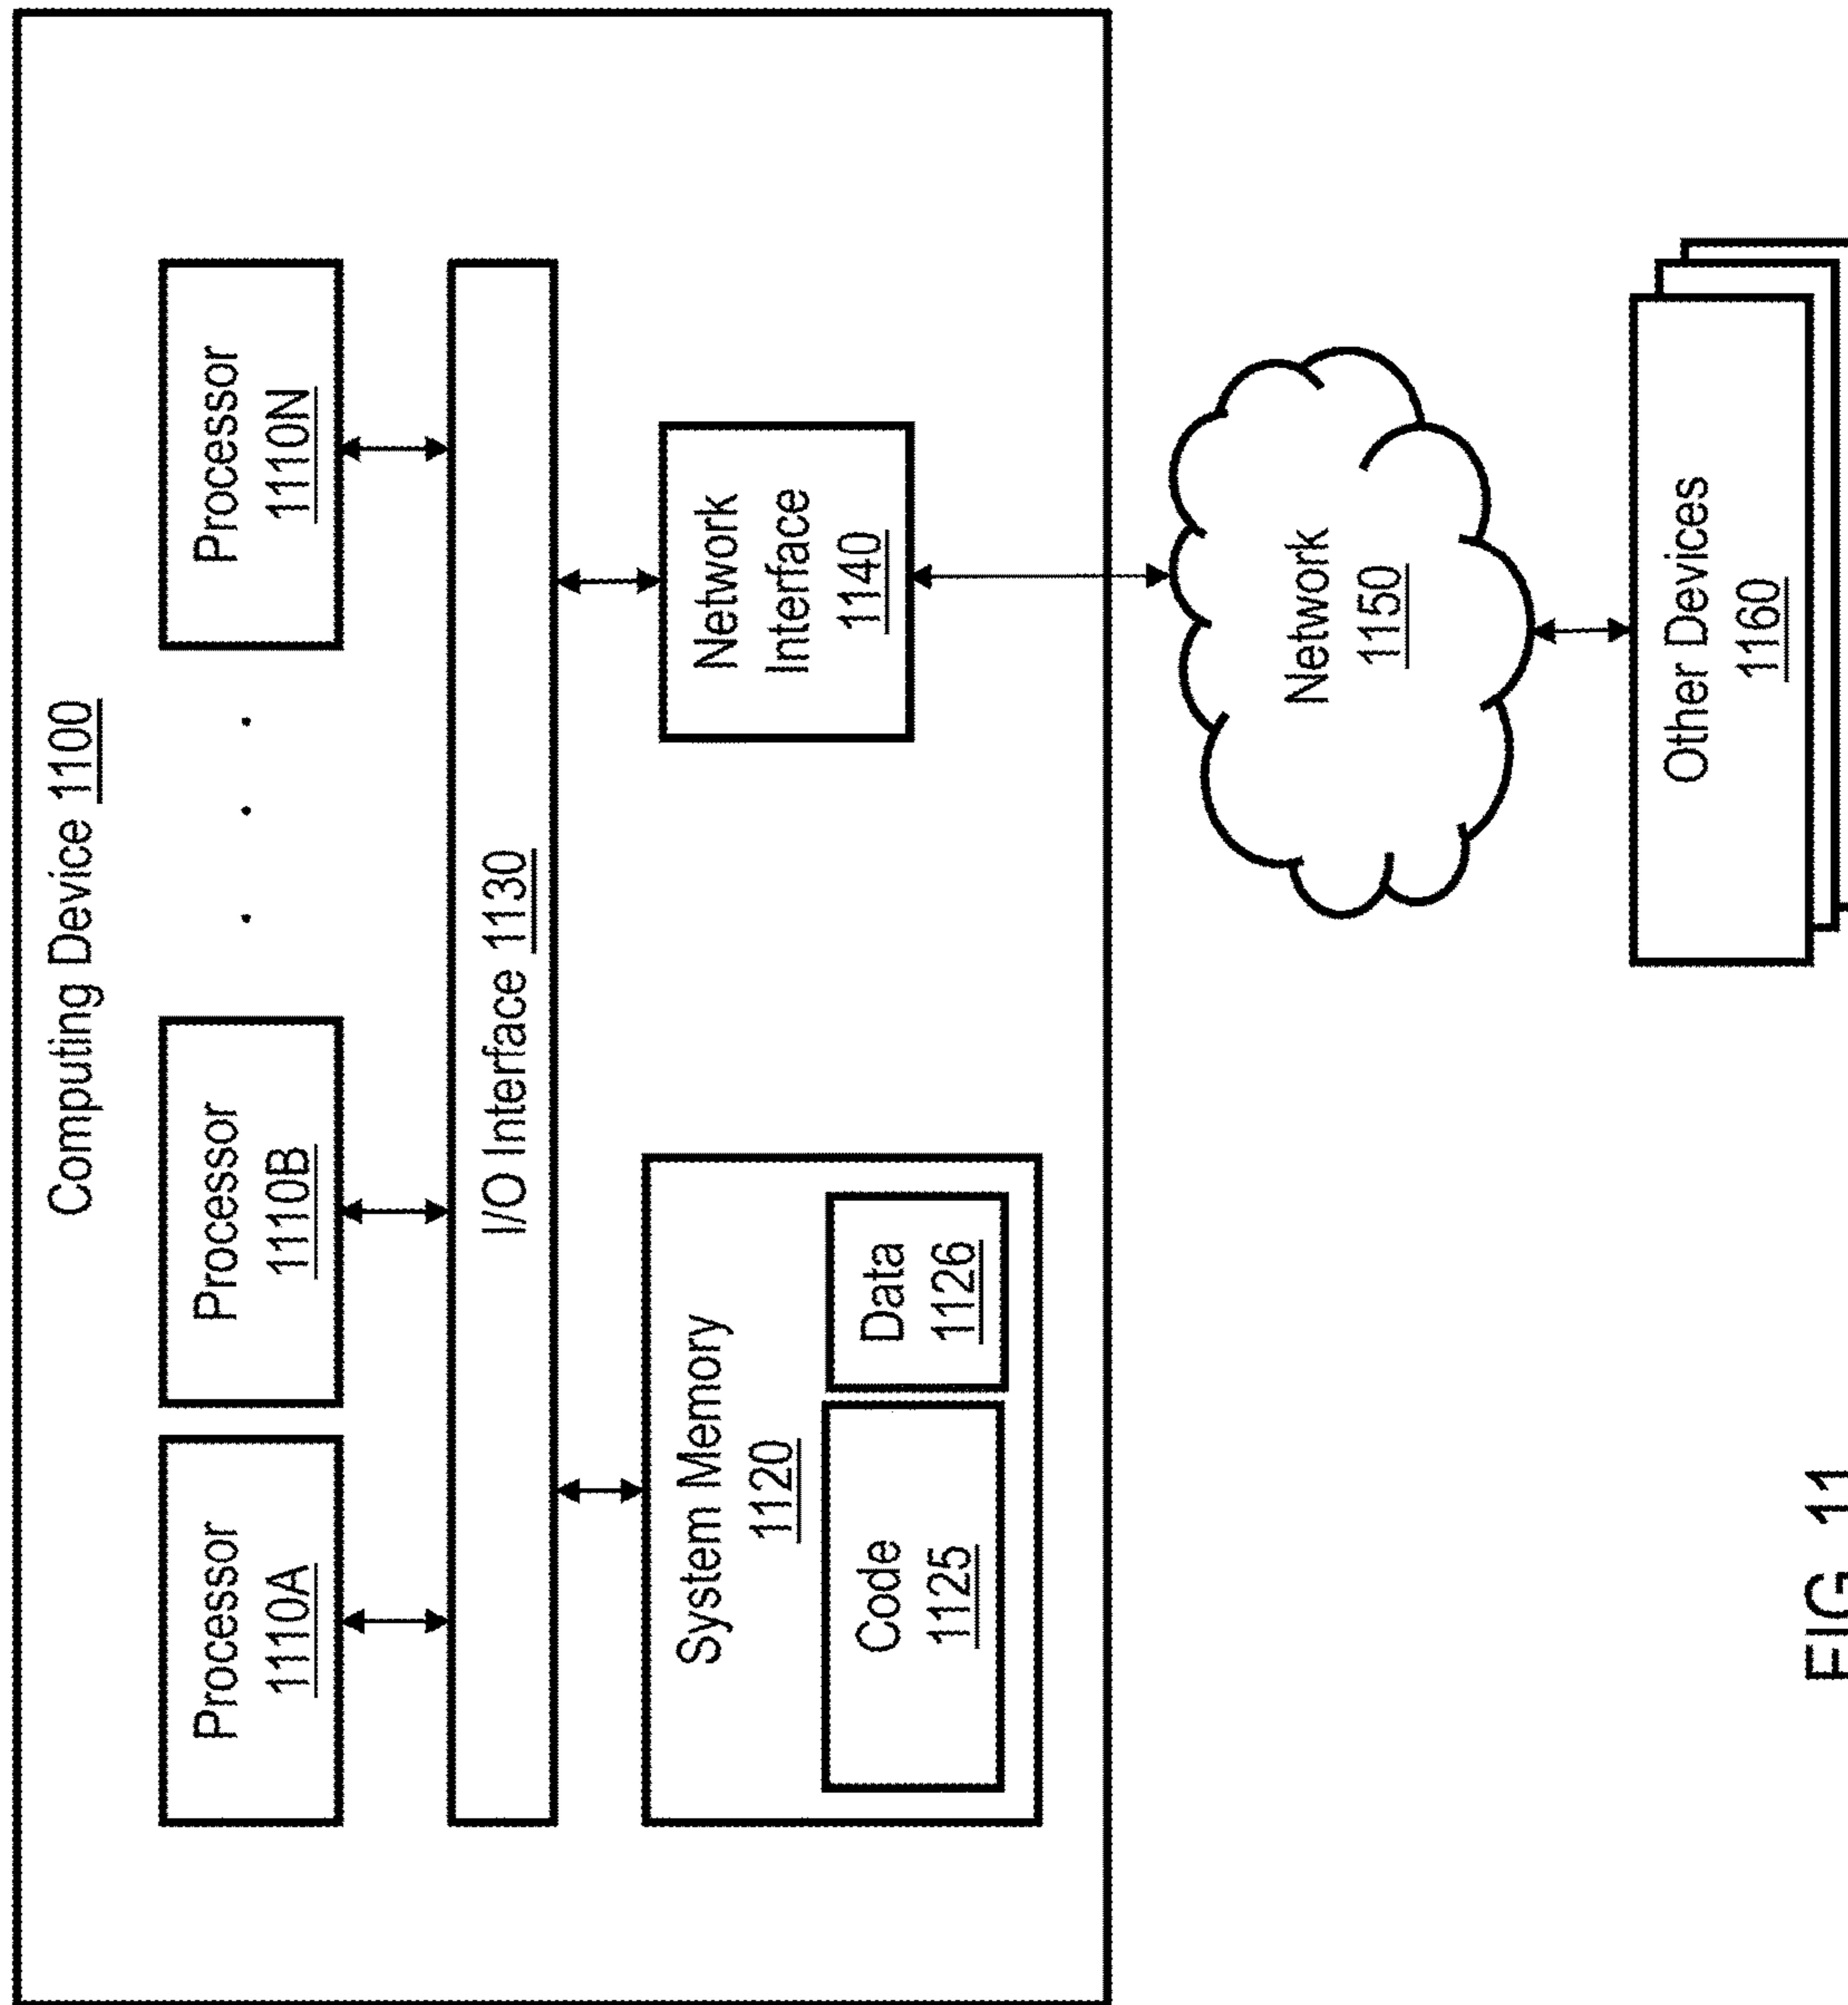 Computing Device 1100
Processor
1110A
Processor
1110B
. . .
Processor
1110N
I/O Interface 1130
System Memory
1120
Code
1125
Data
1126
Network
Interface
1140
Network
1150
Other Devices
1160
FIG. 11